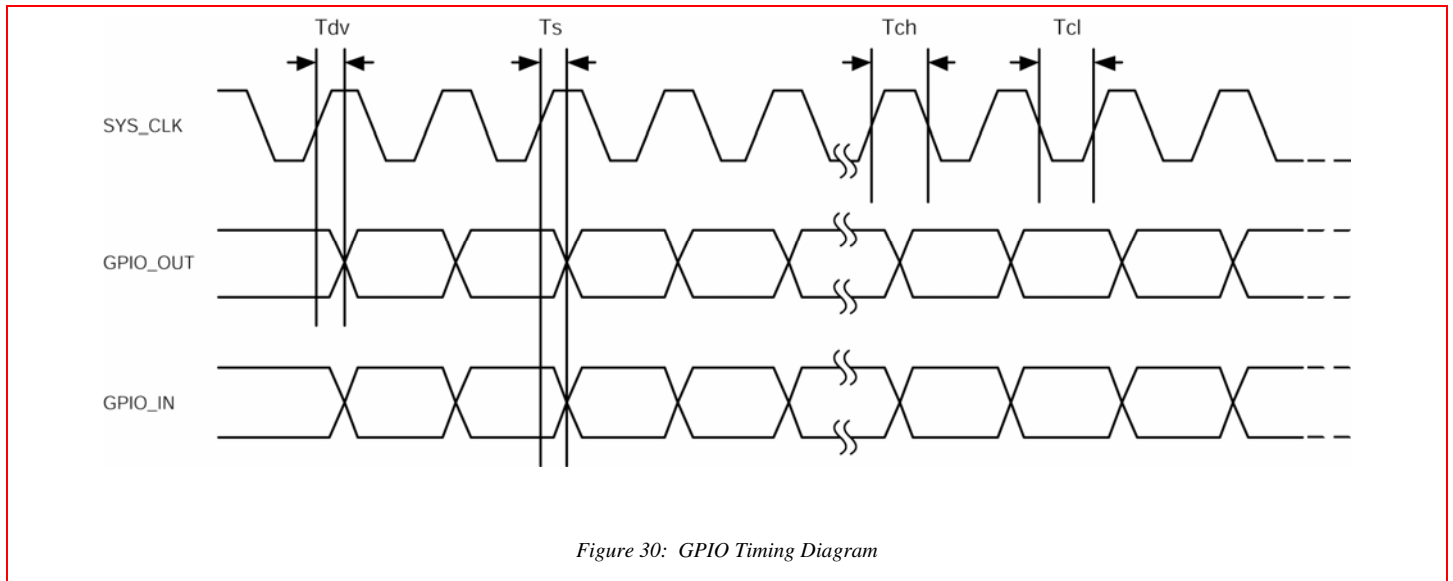 Tdv Ts Tch Tcl
SYS_CLK
GPIO_OUT
GPIO_IN
Figure 30: GPIO Timing Diagram